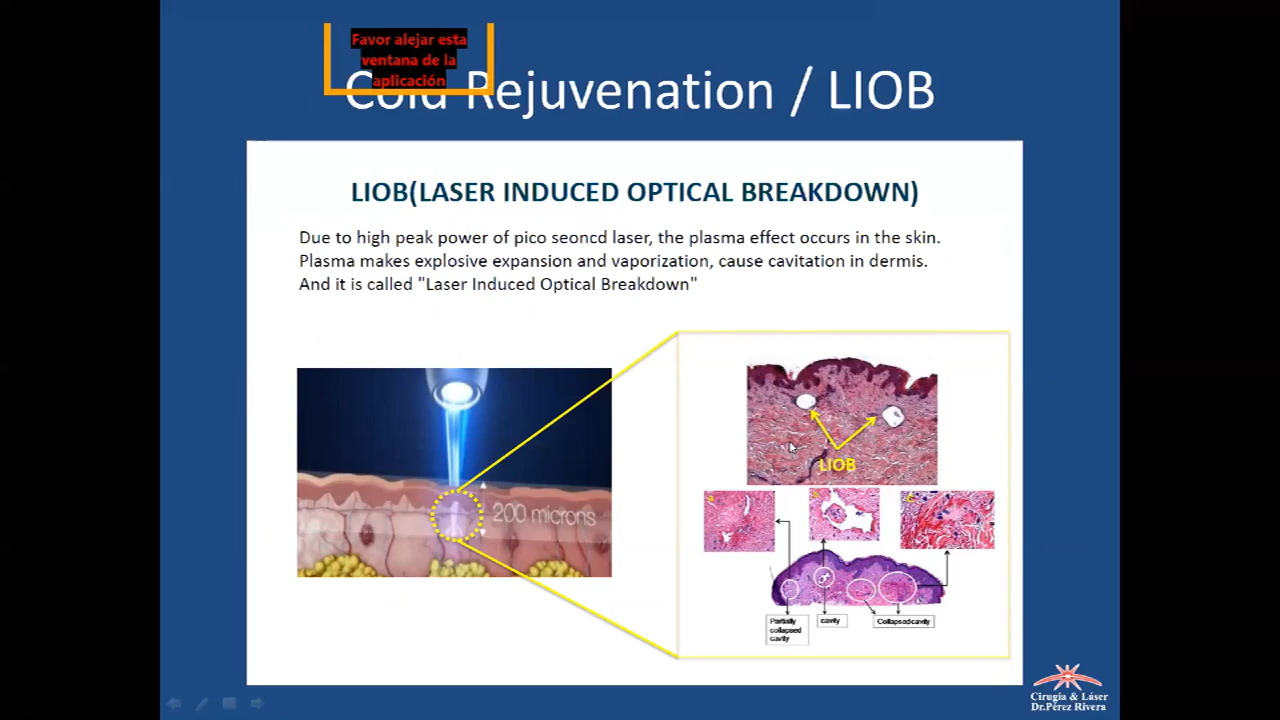 Favor alejar esta
ventana de la
aplicación
Cold Rejuvenation / LIOB
LIOB(LASER INDUCED OPTICAL BREAKDOWN)
Due to high peak power of pico seoncd laser, the plasma effect occurs in the skin.
Plasma makes explosive expansion and vaporization, cause cavitation in dermis.
And it is called "Laser Induced Optical Breakdown"
200 microns
LIOB
Partially
collapsed
cavity
cavity
Collapsed cavity
Cirugía & Láser
Dr.Pérez Rivera